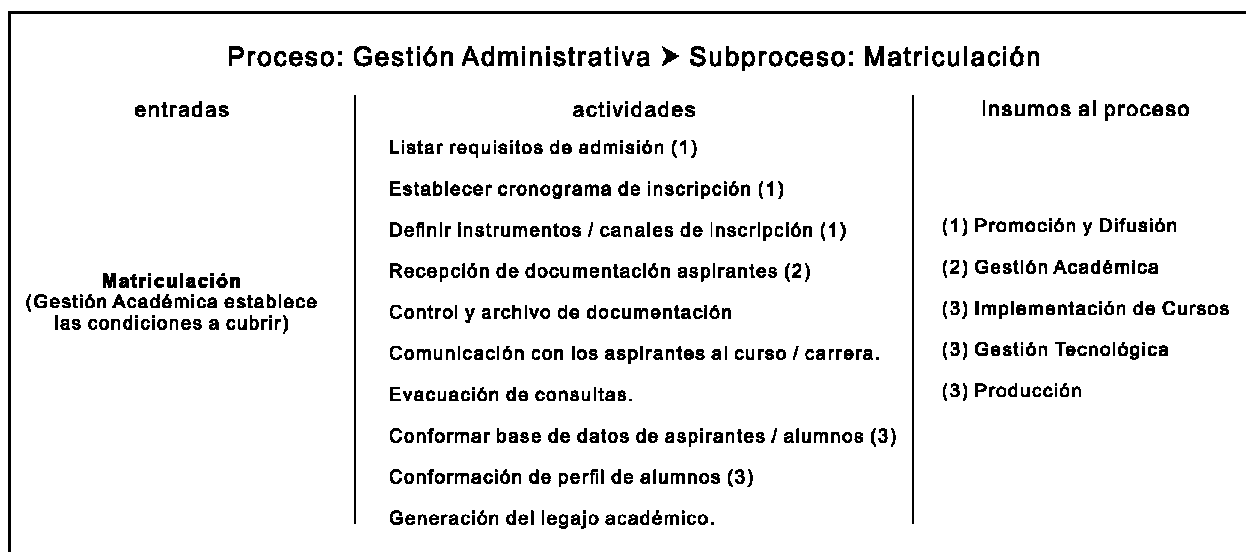 Proceso: Gestión Administrativa ➤ Subproceso: Matriculación
entradas
Matriculación
(Gestión Académica establece
las condiciones a cubrir)
actividades
Listar requisitos de admisión (1)
Establecer cronograma de inscripción (1)
Definir instrumentos / canales de inscripción (1)
Recepción de documentación aspirantes (2)
Control y archivo de documentación
Comunicación con los aspirantes al curso / carrera.
Evacuación de consultas.
Conformar base de datos de aspirantes / alumnos (3)
Conformación de perfil de alumnos (3)
Generación del legajo académico.
Insumos al proceso
(1) Promoción y Difusión
(2) Gestión Académica
(3) Implementación de Cursos
(3) Gestión Tecnológica
(3) Producción